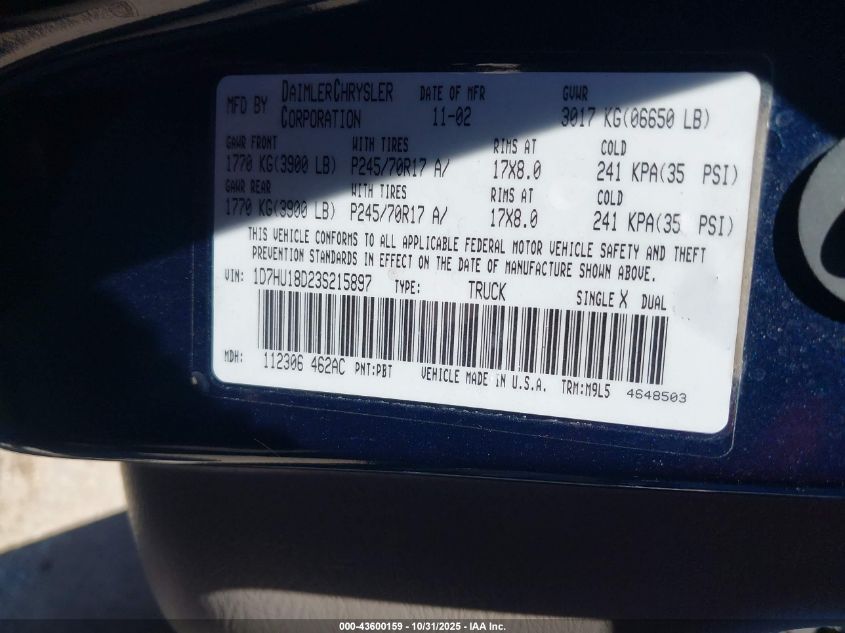 MFD BY DAIMLERCHRYSLER CORPORATION DATE OF MFR 11-02 GVWR 3017 KG(06650 LB)
GAWR FRONT WITH TIRES RIMS AT COLD
1770 KG(3900 LB) P245/70R17 A/ 17X8.0 241 KPA(35 PSI)
GAWR REAR WITH TIRES RIMS AT COLD
1770 KG(3900 LB) P245/70R17 A/ 17X8.0 241 KPA(35 PSI)
THIS VEHICLE CONFORMS TO ALL APPLICABLE FEDERAL MOTOR VEHICLE SAFETY AND THEFT
PREVENTION STANDARDS IN EFFECT ON THE DATE OF MANUFACTURE SHOWN ABOVE.
VIN: 1D7HU18D23S215897 TYPE: TRUCK SINGLE X DUAL
MDH: 112306 462AC PNT:PBT VEHICLE MADE IN U.S.A. TRM:M9L5 4648503
000-43600159 - 10/31/2025 - IAA Inc.